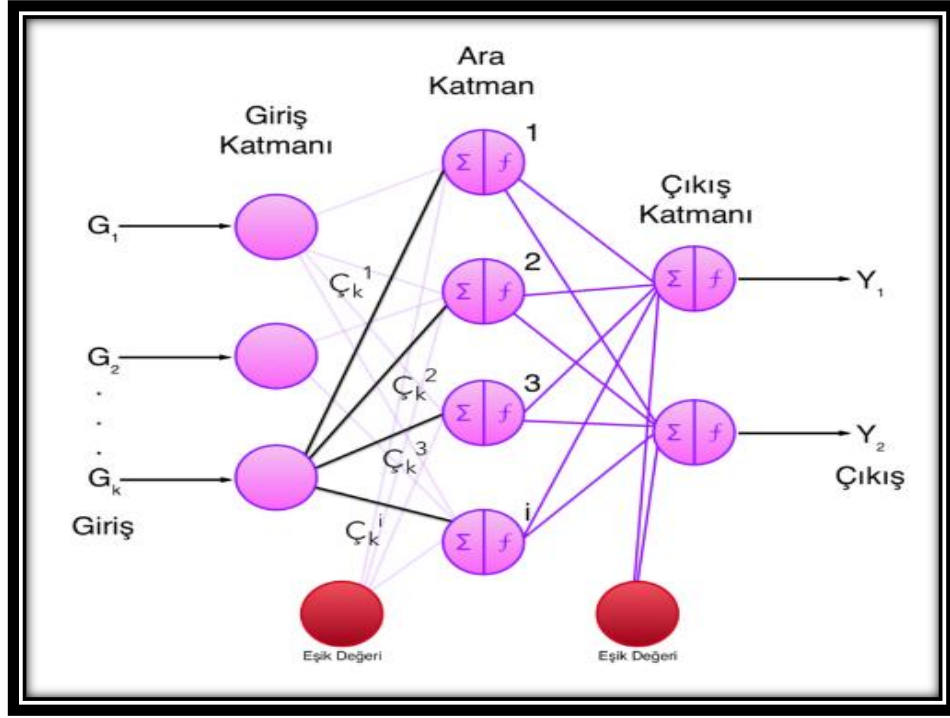 Ara
Katman
Giriş
Katmanı
1
Σ f
Çıkış
Katmanı
G₁
2
Çₖ¹
Σ f
Σ f
Y₁
G₂
.
.
.
Çₖ²
3
Σ f
Σ f
Y₂
Çıkış
Çₖ³
Gₖ
Giriş
Çₖⁱ
i
Σ f
Eşik Değeri
Eşik Değeri